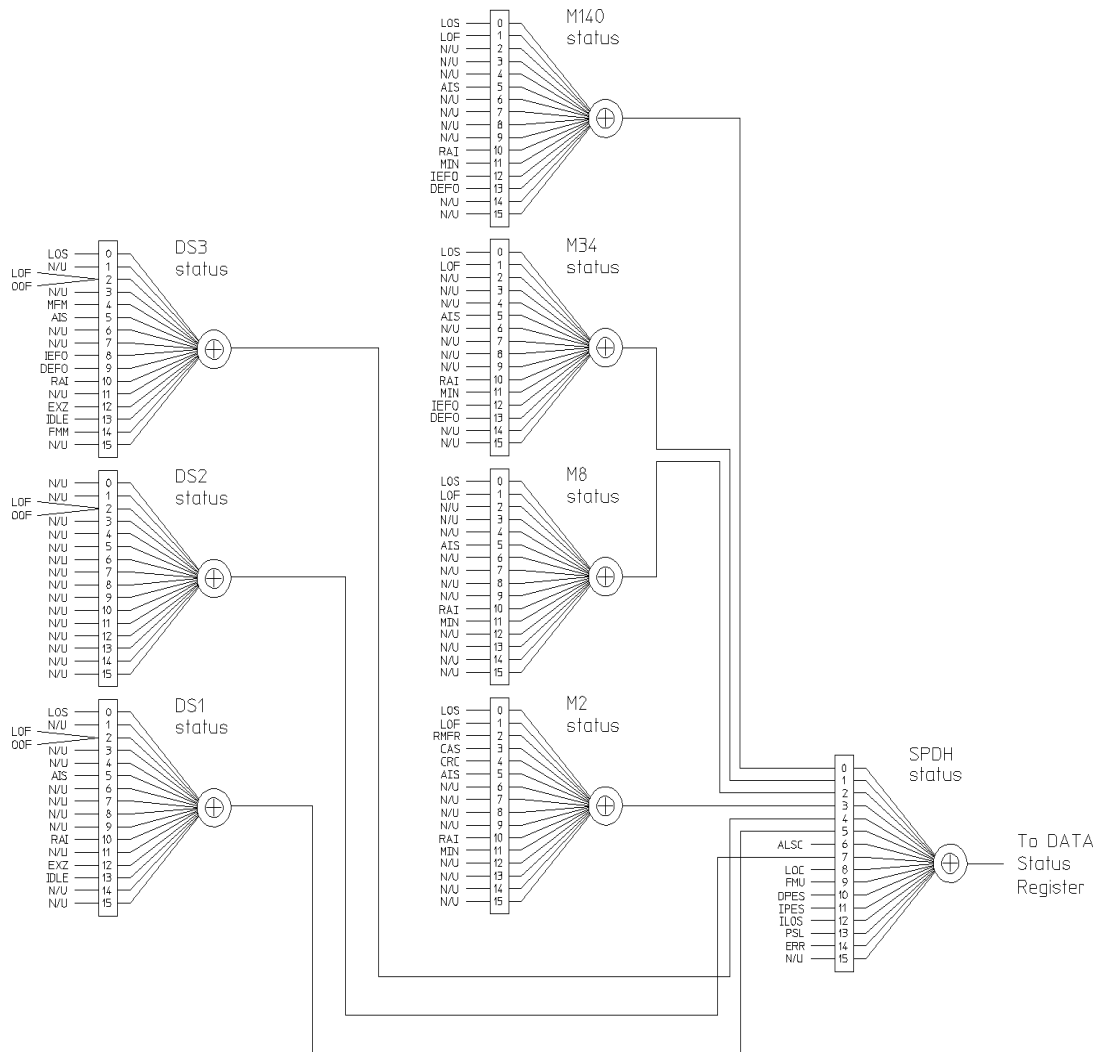 M140
status
LOS 0
LOF 1
N/U 2
N/U 3
N/U 4
AIS 5
N/U 6
N/U 7
N/U 8
N/U 9
RAI 10
MIN 11
IEFO 12
DEFO 13
N/U 14
N/U 15
DS3
status
LOS 0
N/U 1
LOF
OOF
2
N/U 3
MFM 4
AIS 5
N/U 6
N/U 7
IEFO 8
DEFO 9
RAI 10
N/U 11
EXZ 12
IDLE 13
FMM 14
N/U 15
M34
status
LOS 0
LOF 1
N/U 2
N/U 3
N/U 4
AIS 5
N/U 6
N/U 7
N/U 8
N/U 9
RAI 10
MIN 11
IEFO 12
DEFO 13
N/U 14
N/U 15
DS2
status
N/U 0
N/U 1
LOF
OOF
2
N/U 3
N/U 4
N/U 5
N/U 6
N/U 7
N/U 8
N/U 9
N/U 10
N/U 11
N/U 12
N/U 13
N/U 14
N/U 15
M8
status
LOS 0
LOF 1
N/U 2
N/U 3
N/U 4
AIS 5
N/U 6
N/U 7
N/U 8
N/U 9
RAI 10
MIN 11
N/U 12
N/U 13
N/U 14
N/U 15
DS1
status
LOS 0
N/U 1
LOF
OOF
2
N/U 3
N/U 4
AIS 5
N/U 6
N/U 7
N/U 8
N/U 9
RAI 10
N/U 11
EXZ 12
IDLE 13
N/U 14
N/U 15
M2
status
LOS 0
LOF 1
RMFR 2
CAS 3
CRC 4
AIS 5
N/U 6
N/U 7
N/U 8
N/U 9
RAI 10
MIN 11
N/U 12
N/U 13
N/U 14
N/U 15
SPDH
status
0
1
2
3
4
5
ALSC 6
7
LOC 8
FMU 9
DPES 10
IPES 11
ILOS 12
PSL 13
ERR 14
N/U 15
To DATA
Status
Register